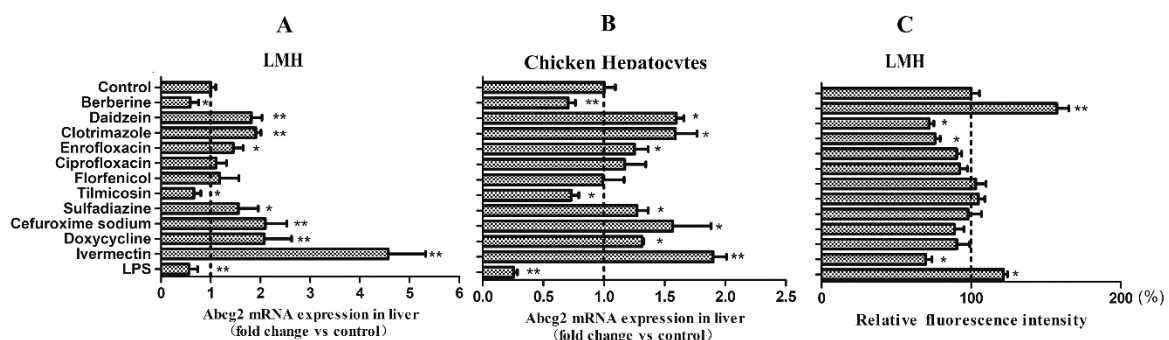 A
B
C
LMH
Chicken Hepatocytes
LMH
Control
Berberine
Daidzein
Clotrimazole
Enrofloxacin
Ciprofloxacin
Florfenicol
Tilmicosin
Sulfadiazine
Cefuroxime sodium
Doxycycline
Ivermectin
LPS
*
**
**
*
*
*
**
**
**
**
**
*
*
*
*
*
*
*
**
**
**
*
*
*
*
0 1 2 3 4 5 6
0.0 0.5 1.0 1.5 2.0 2.5
0 100 200 (%)
Abcg2 mRNA expression in liver
(fold change vs control)
Abcg2 mRNA expression in liver
(fold change vs control)
Relative fluorescence intensity